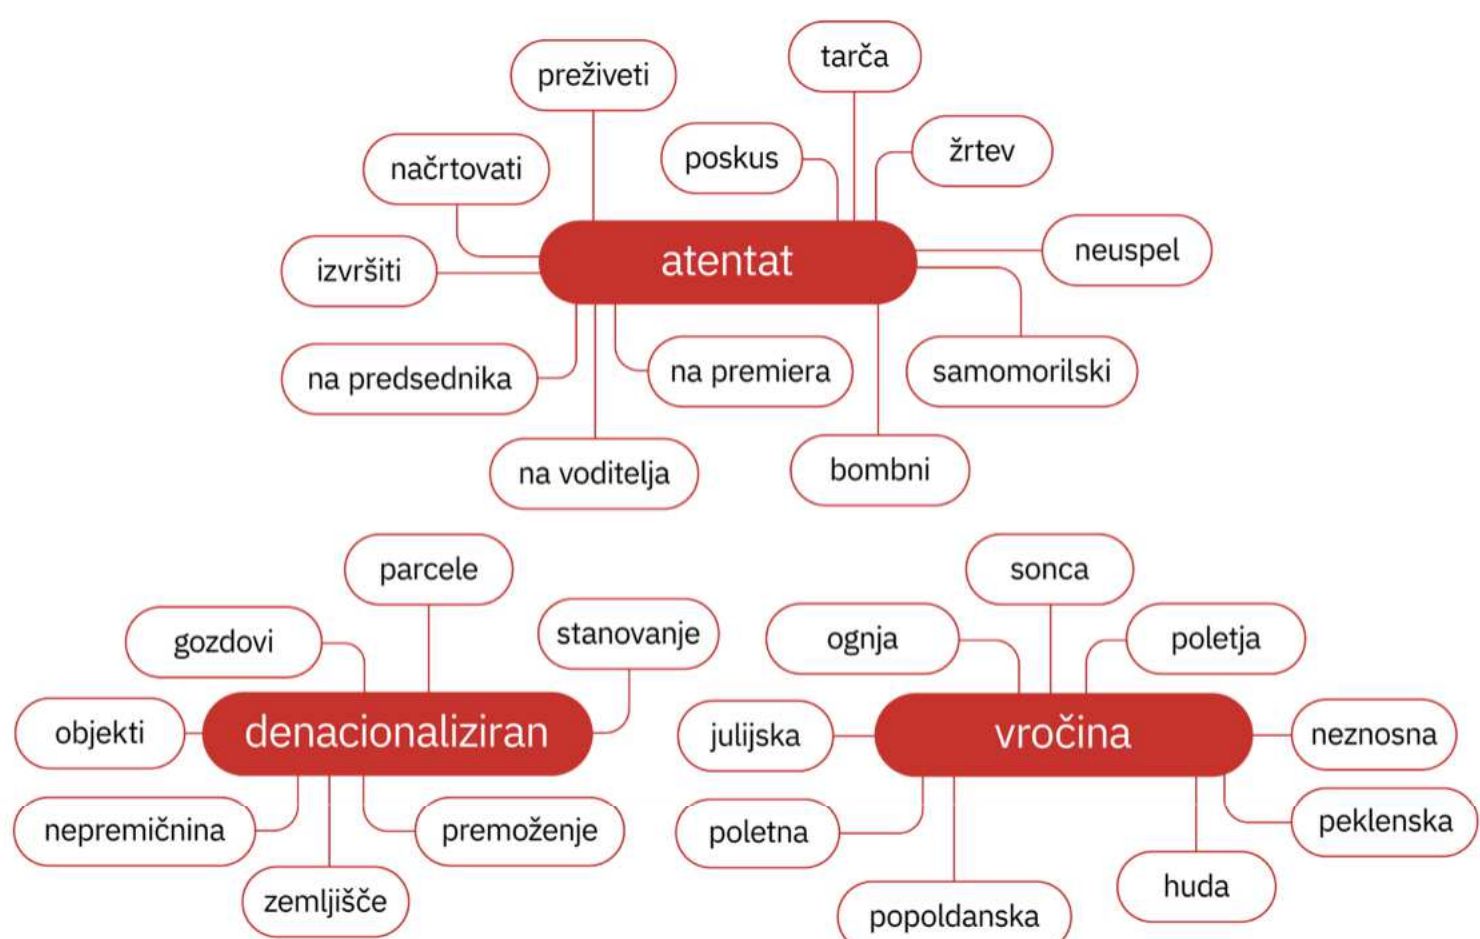 tarča
preživeti
poskus
žrtev
načrtovati
neuspel
atentat
izvršiti
na predsednika
na premiera
samomorilski
na voditelja
bombni
parcele
gozdovi
stanovanje
objekti
denacionaliziran
nepremičnina
premoženje
zemljišče
sonca
ognja
poletja
julijska
vročina
neznosna
poletna
peklenska
huda
popoldanska